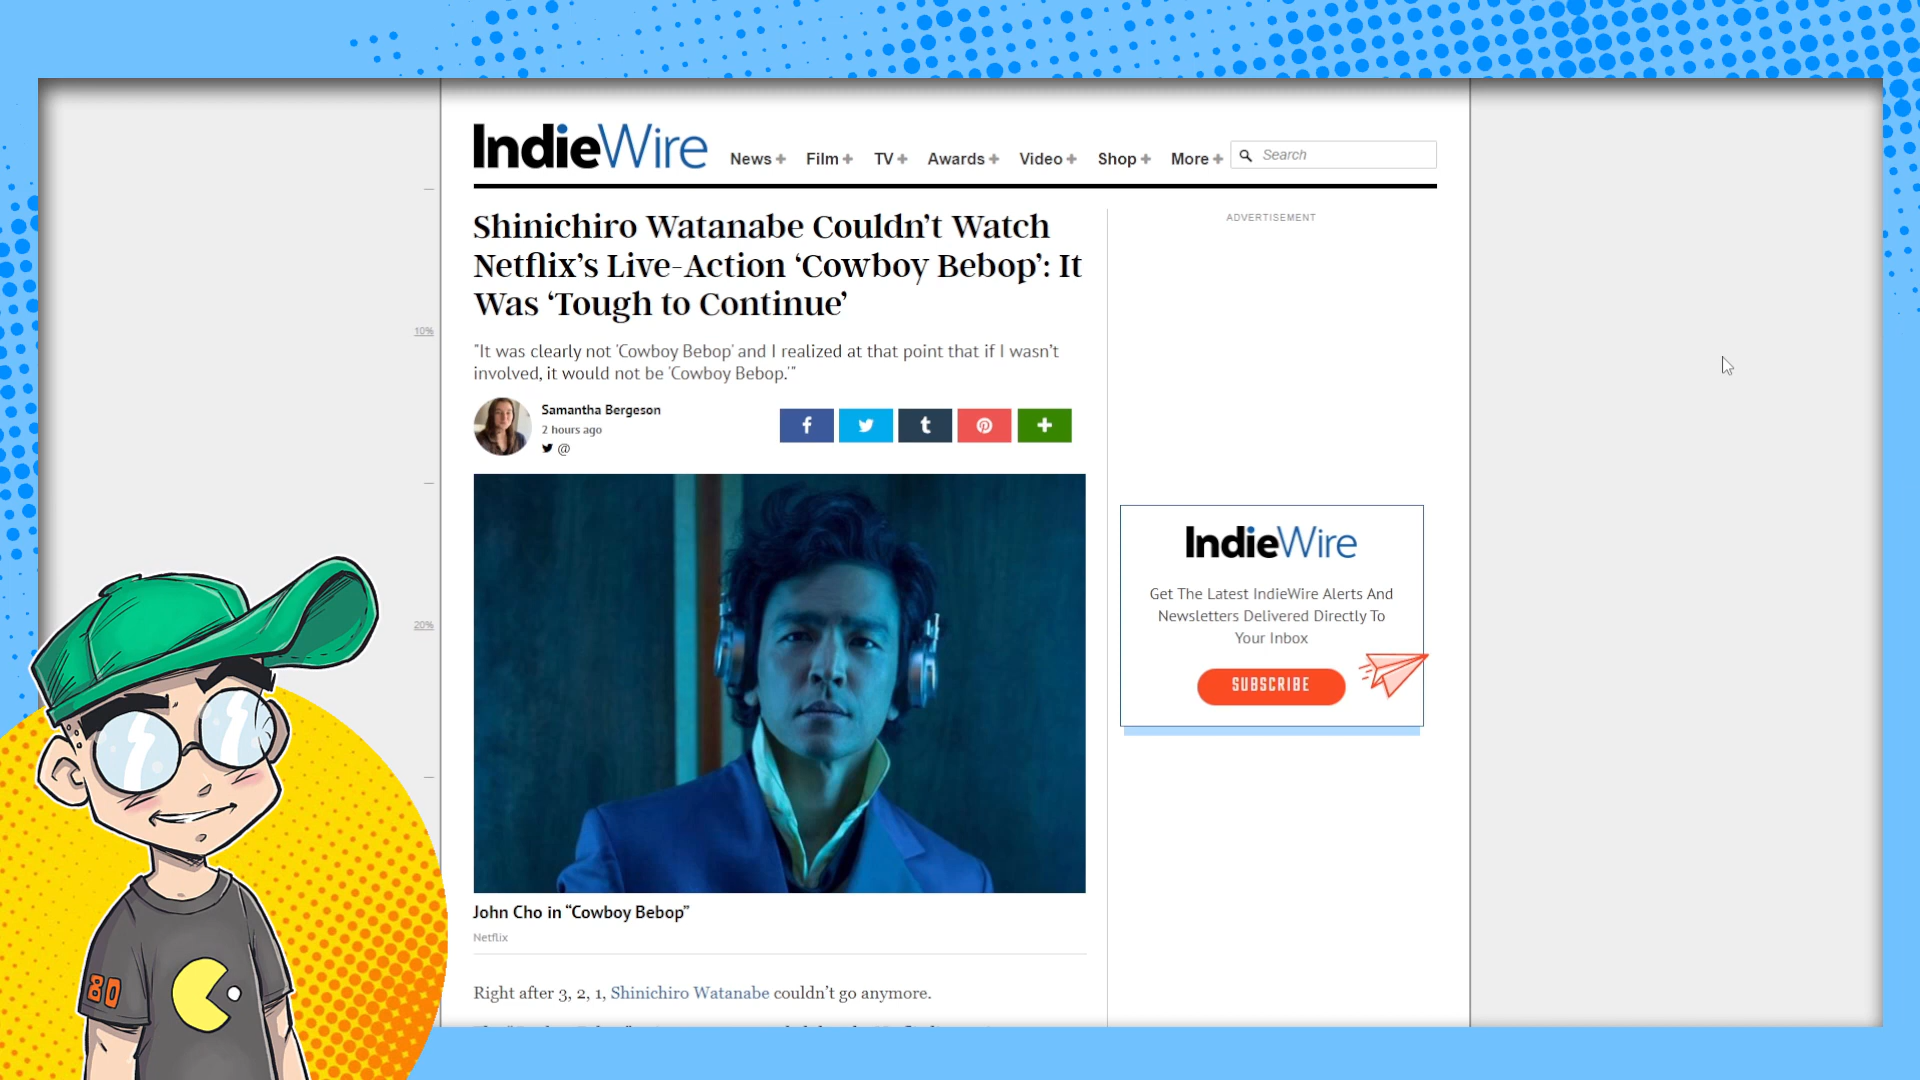 IndieWire
News + Film + TV + Awards + Video + Shop + More + Search
Shinichiro Watanabe Couldn’t Watch
Netflix’s Live-Action ‘Cowboy Bebop’: It
Was ‘Tough to Continue’
"It was clearly not 'Cowboy Bebop' and I realized at that point that if I wasn't
involved, it would not be 'Cowboy Bebop.'"
Samantha Bergeson
2 hours ago
@
John Cho in “Cowboy Bebop”
Netflix
Right after 3, 2, 1, Shinichiro Watanabe couldn’t go anymore.
ADVERTISEMENT
IndieWire
Get The Latest IndieWire Alerts And
Newsletters Delivered Directly To
Your Inbox
SUBSCRIBE
10%
20%
80